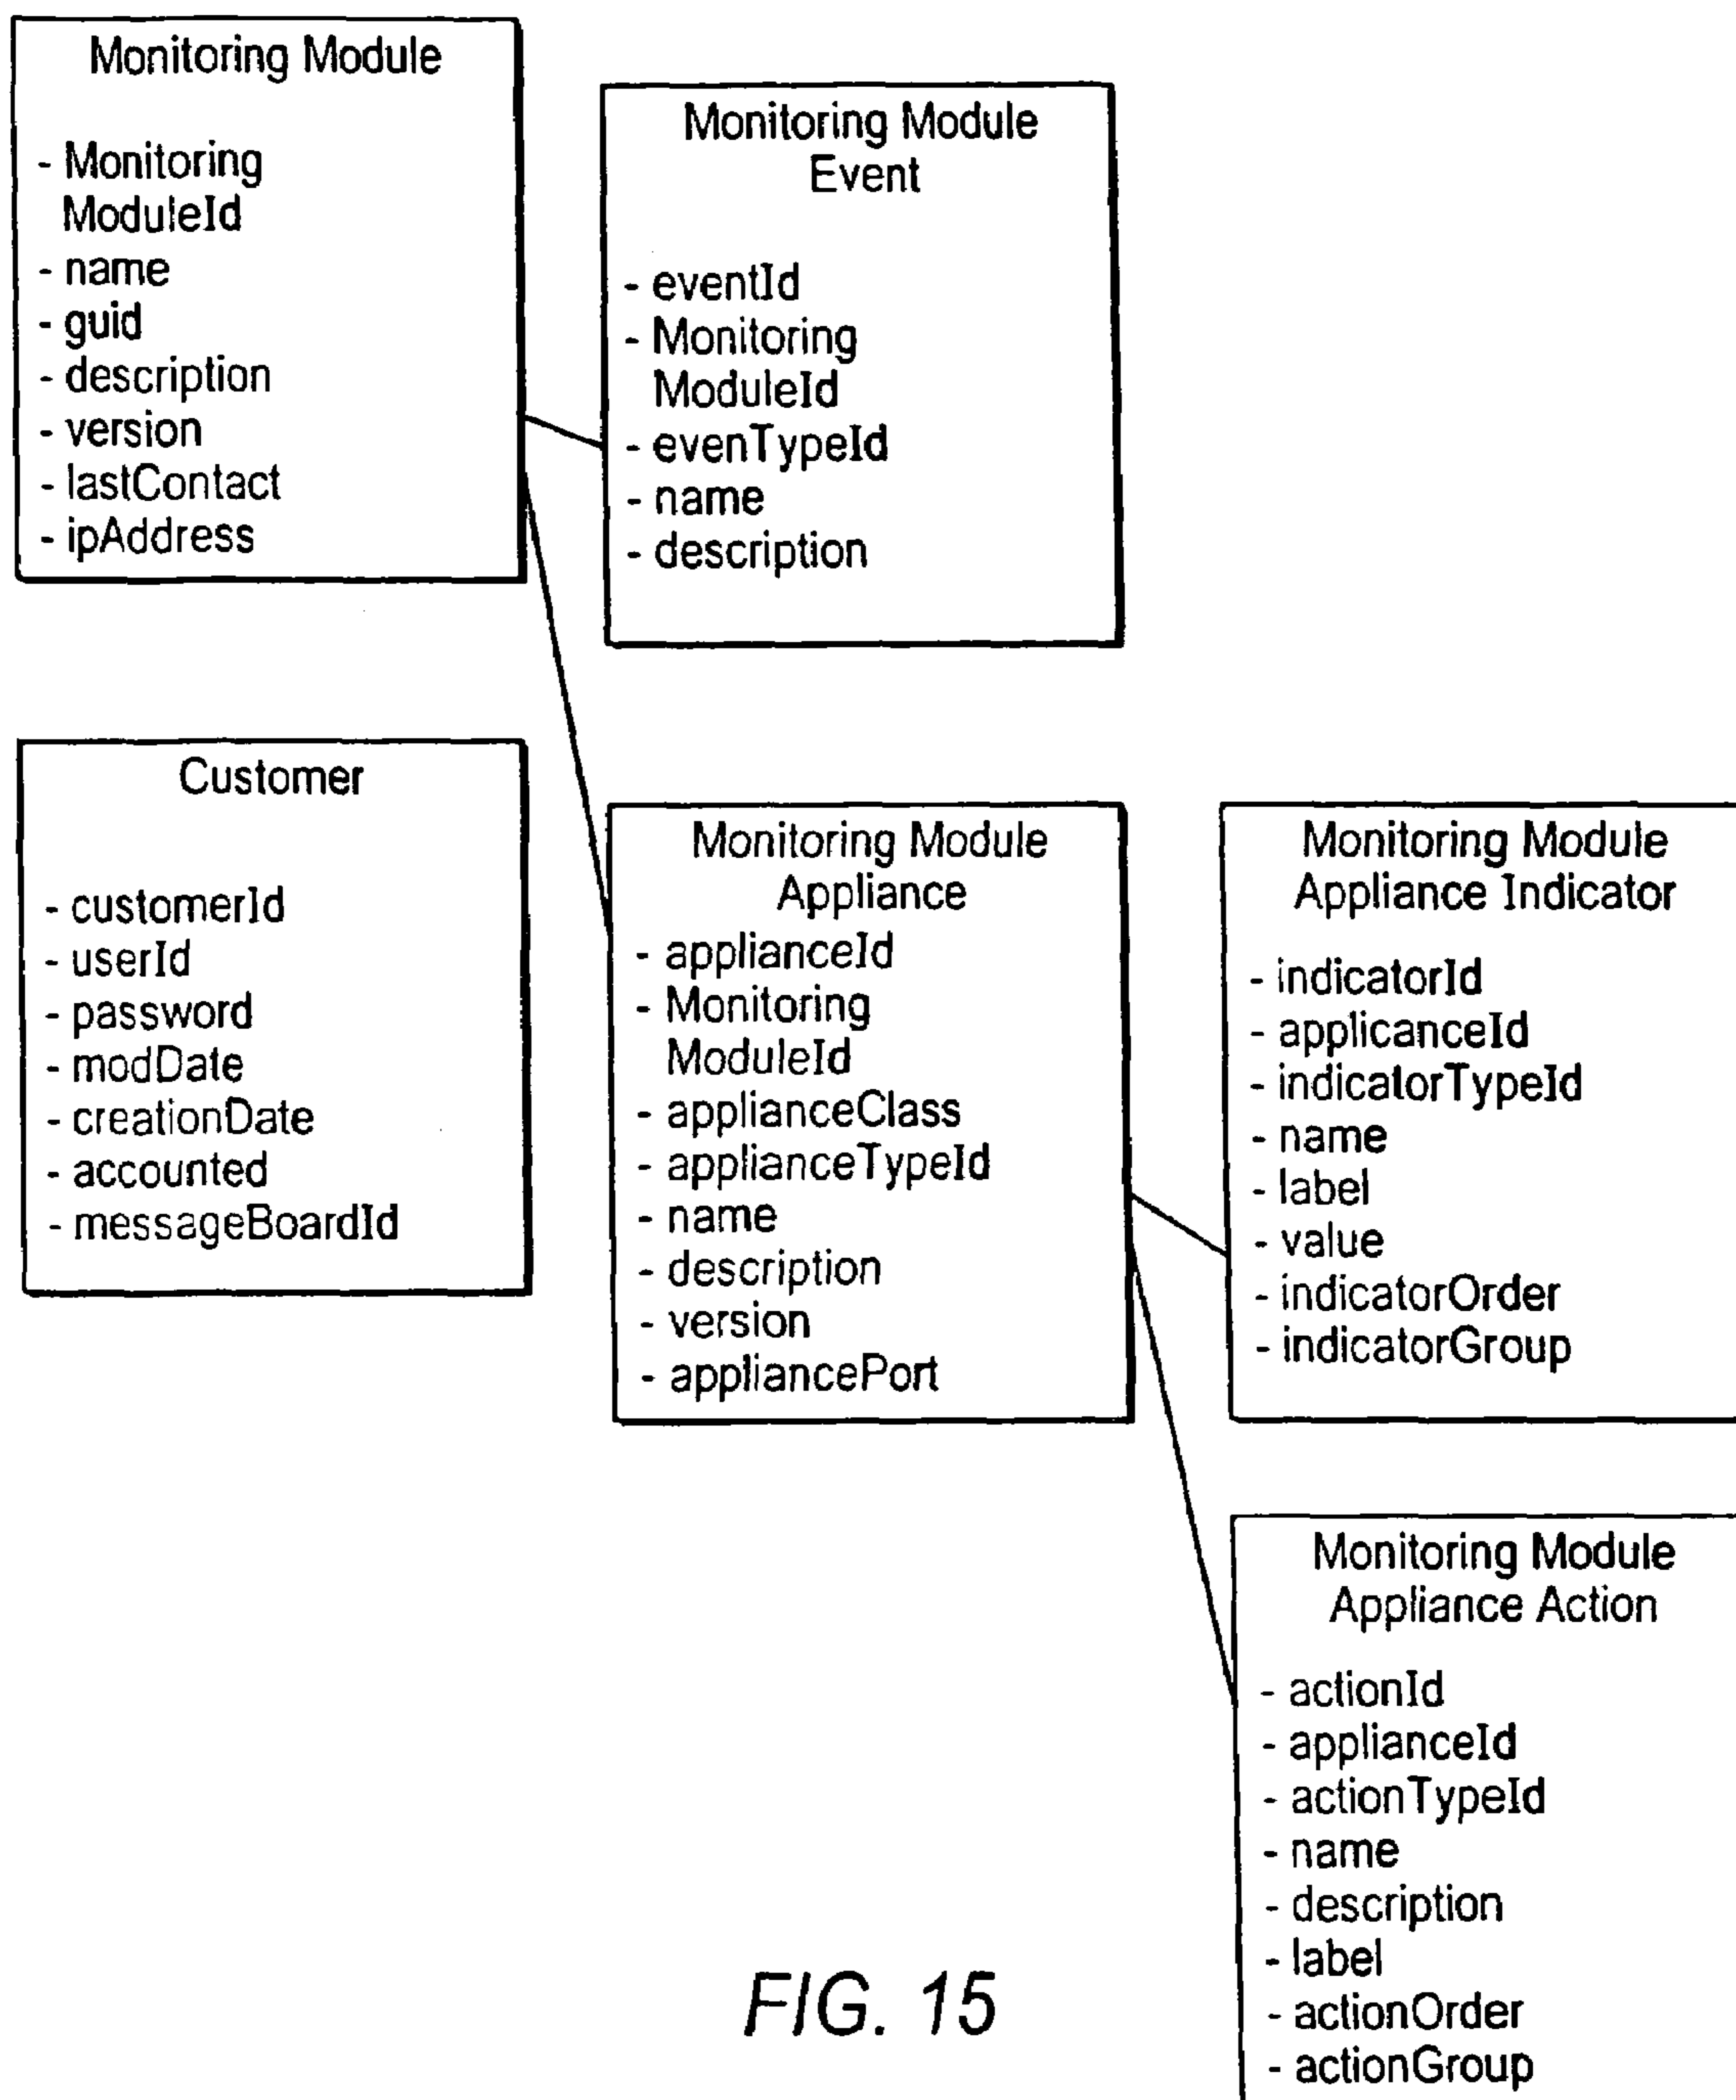 Monitoring Module
- Monitoring
ModuleId
- name
- guid
- description
- version
- lastContact
- ipAddress
Monitoring Module
Event
- eventId
- Monitoring
ModuleId
- evenTypeId
- name
- description
Customer
- customerId
- userId
- password
- modDate
- creationDate
- accounted
- messageBoardId
Monitoring Module
Appliance
- applianceId
- Monitoring
ModuleId
- applianceClass
- applianceTypeId
- name
- description
- version
- appliancePort
Monitoring Module
Appliance Indicator
- indicatorId
- applicanceId
- indicatorTypeId
- name
- label
- value
- indicatorOrder
- indicatorGroup
Monitoring Module
Appliance Action
- actionId
- applianceId
- actionTypeId
- name
- description
- label
- actionOrder
- actionGroup
FIG. 15